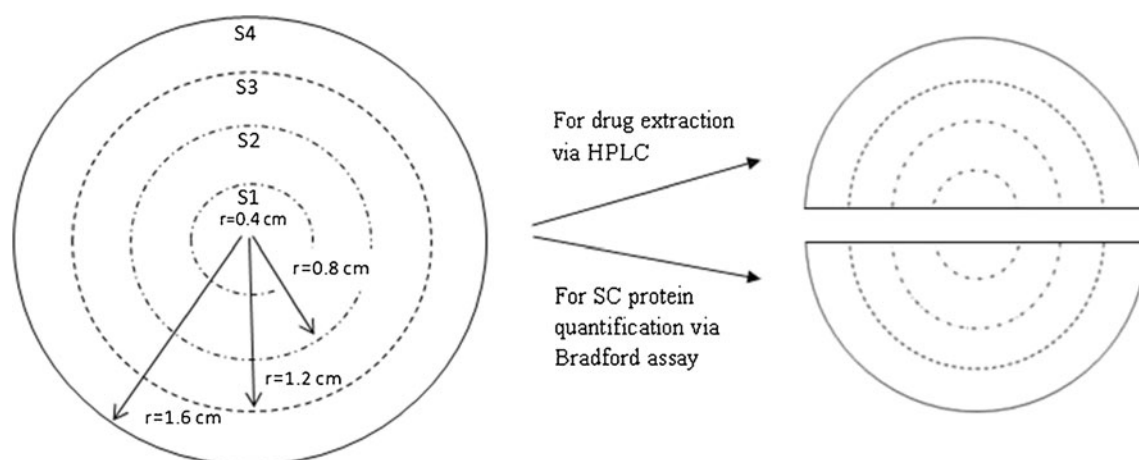 S4
S3
S2
S1
r=0.4 cm
r=0.8 cm
r=1.2 cm
r=1.6 cm
For drug extraction
via HPLC
For SC protein
quantification via
Bradford assay